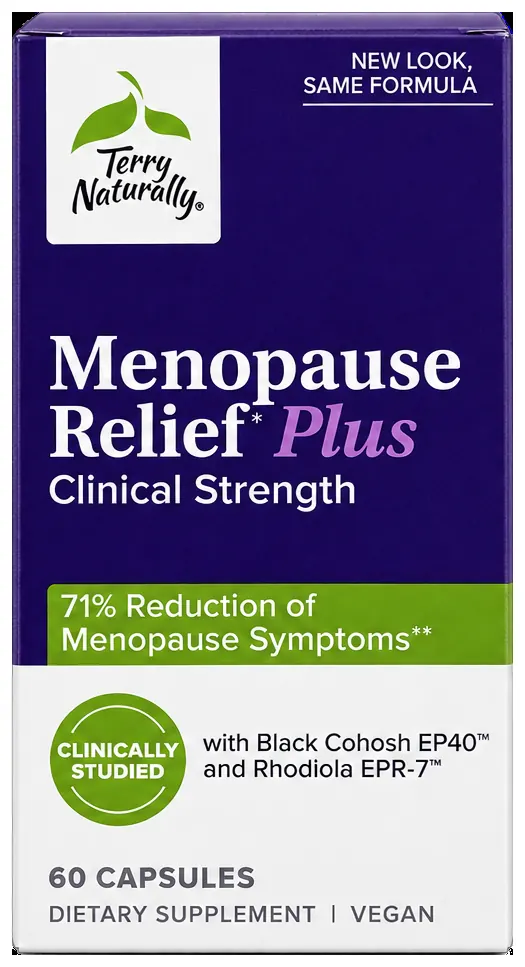 NEW LOOK,
SAME FORMULA
Terry
Naturally®
Menopause
Relief* Plus
Clinical Strength
71% Reduction of
Menopause Symptoms**
CLINICALLY
STUDIED
with Black Cohosh EP40™
and Rhodiola EPR-7™
60 CAPSULES
DIETARY SUPPLEMENT | VEGAN